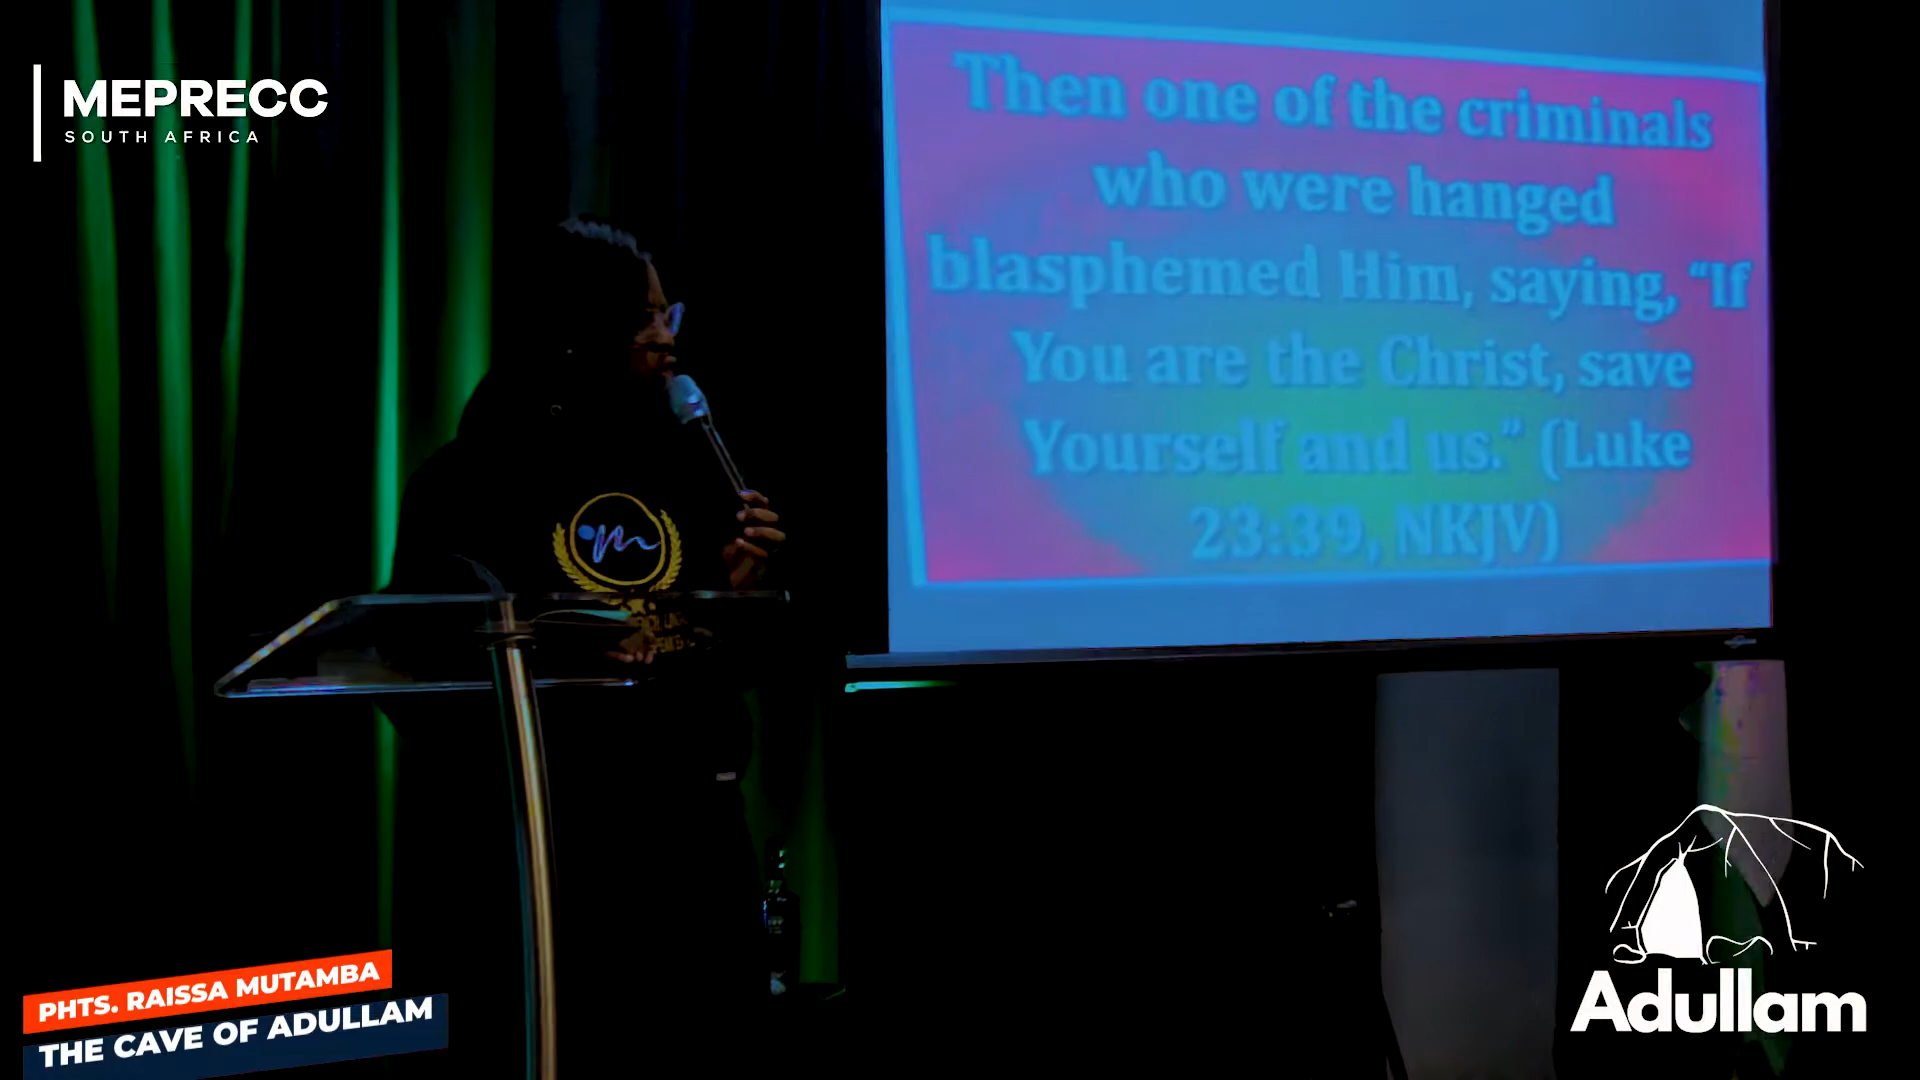 MEPRECC
SOUTH AFRICA
Then one of the criminals
who were hanged
blasphemed Him, saying, “If
You are the Christ, save
Yourself and us.” (Luke
23:39, NKJV)
PHTS. RAISSA MUTAMBA
THE CAVE OF ADULLAM
Adullam